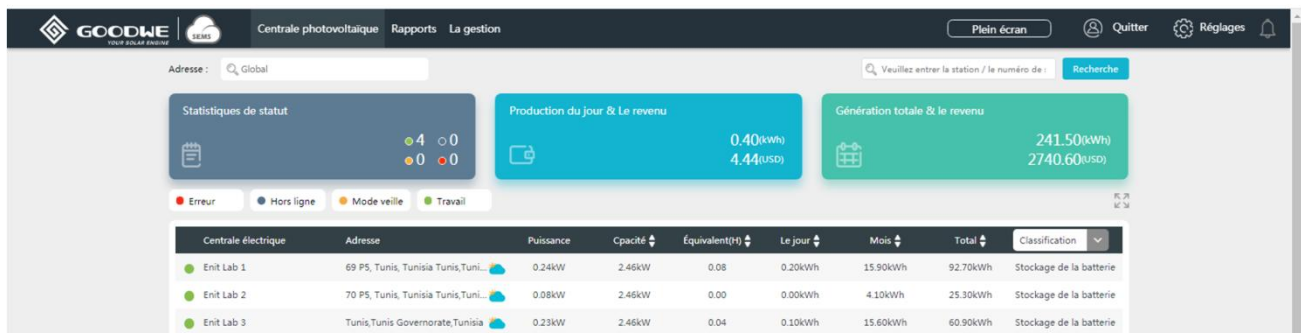 GOODWE SEMS Centrale photovoltaïque Rapports La gestion Plein écran Quitter Réglages
YOUR SOLAR ENGINE
Adresse : Global Veuillez entrer la station / le numéro de s Recherche
Statistiques de statut Production du jour & Le revenu Génération totale & le revenu
4 0 0.40(kWh) 241.50(kWh)
0 0 4.44(USD) 2740.60(USD)
Erreur Hors ligne Mode veille Travail
Centrale électrique Adresse Puissance Cpacité Équivalent(H) Le jour Mois Total Classification
Enit Lab 1 69 P5, Tunis, Tunisia Tunis,Tuni... 0.24kW 2.46kW 0.08 0.20kWh 15.90kWh 92.70kWh Stockage de la batterie
Enit Lab 2 70 P5, Tunis, Tunisia Tunis,Tuni... 0.08kW 2.46kW 0.00 0.00kWh 4.10kWh 25.30kWh Stockage de la batterie
Enit Lab 3 Tunis,Tunis Governorate,Tunisia 0.23kW 2.46kW 0.04 0.10kWh 15.60kWh 60.90kWh Stockage de la batterie